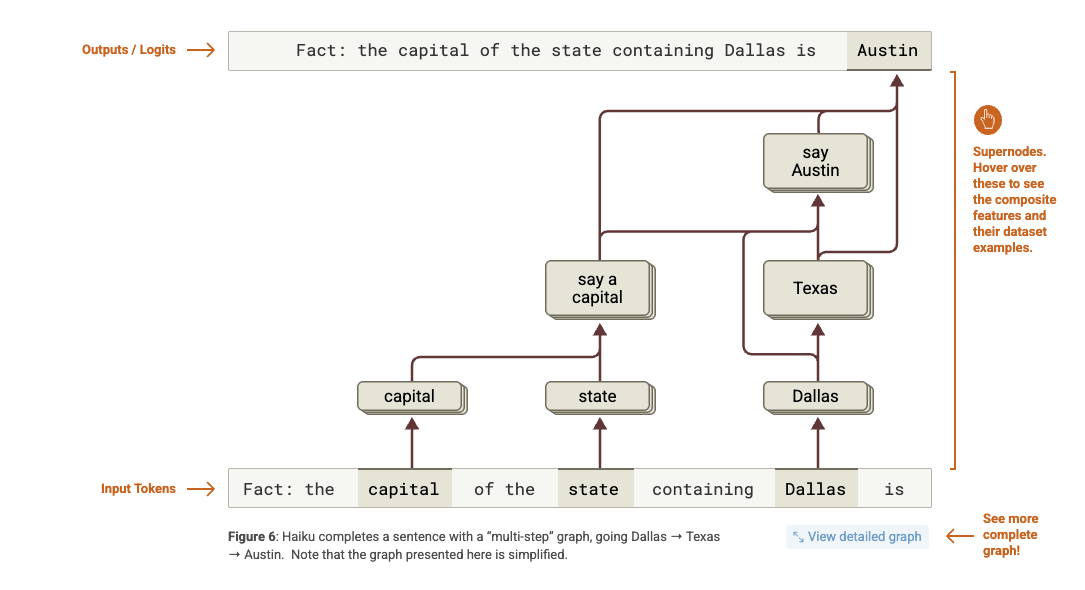 Outputs / Logits
Fact: the capital of the state containing Dallas is Austin
say
Austin
Supernodes.
Hover over
these to see
the composite
features and
their dataset
examples.
say a
capital
Texas
capital
state
Dallas
Input Tokens
Fact: the capital of the state containing Dallas is
Figure 6: Haiku completes a sentence with a “multi-step” graph, going Dallas → Texas
→ Austin. Note that the graph presented here is simplified.
View detailed graph
See more
complete
graph!